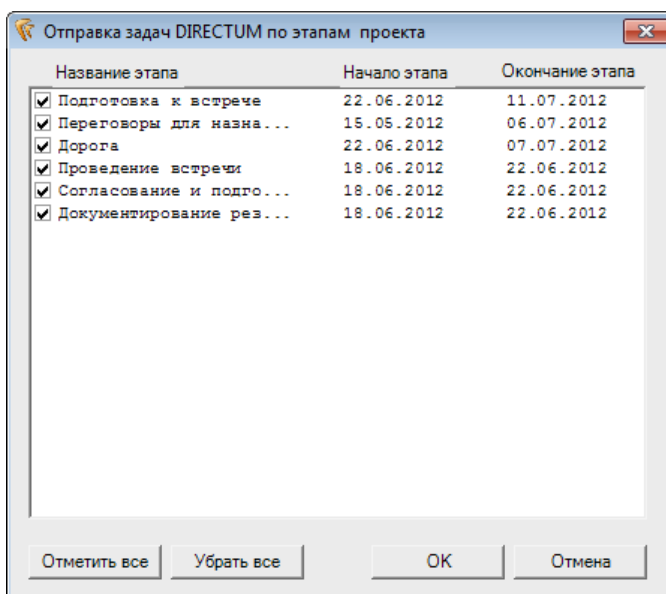 Отправка задач DIRECTUM по этапам проекта
Название этапа Начало этапа Окончание этапа
Подготовка к встрече 22.06.2012 11.07.2012
Переговоры для назна... 15.05.2012 06.07.2012
Дорога 22.06.2012 07.07.2012
Проведение встречи 18.06.2012 22.06.2012
Согласование и подго... 18.06.2012 22.06.2012
Документирование рез... 18.06.2012 22.06.2012
Отметить все Убрать все OK Отмена